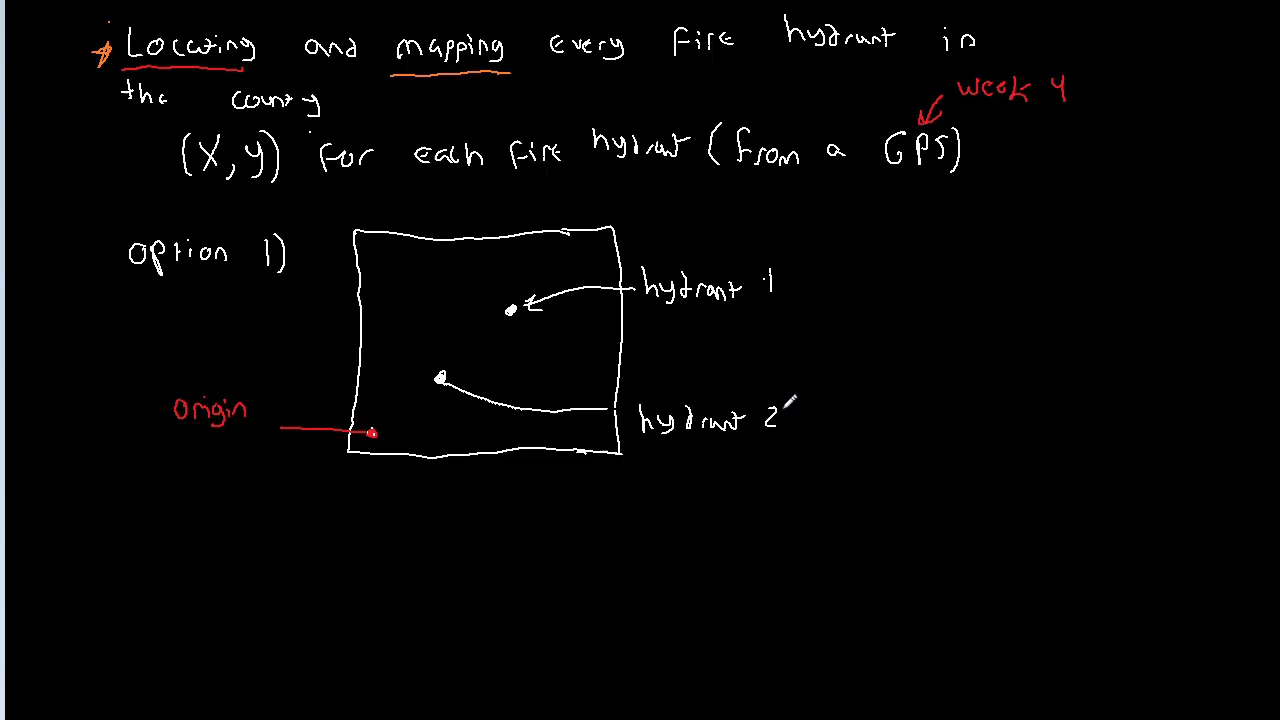 Locating and mapping every fire hydrant in
the county
week 4
(X, Y) for each fire hydrant (from a GPS)
option 1)
hydrant 1
origin
hydrant 2